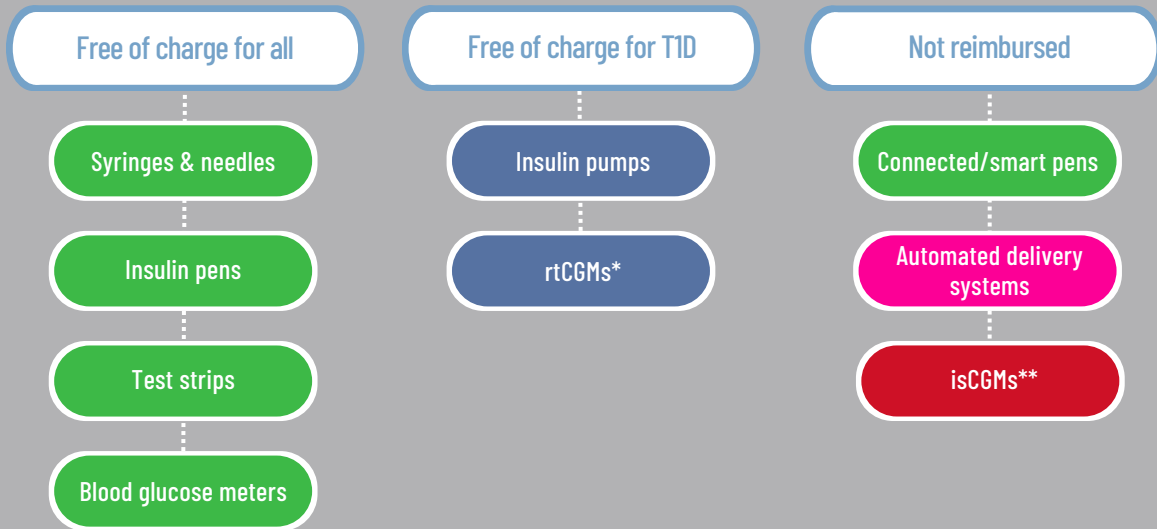 Free of charge for all
Syringes & needles
Insulin pens
Test strips
Blood glucose meters
Free of charge for T1D
Insulin pumps
rtCGMs*
Not reimbursed
Connected/smart pens
Automated delivery
systems
isCGMs**